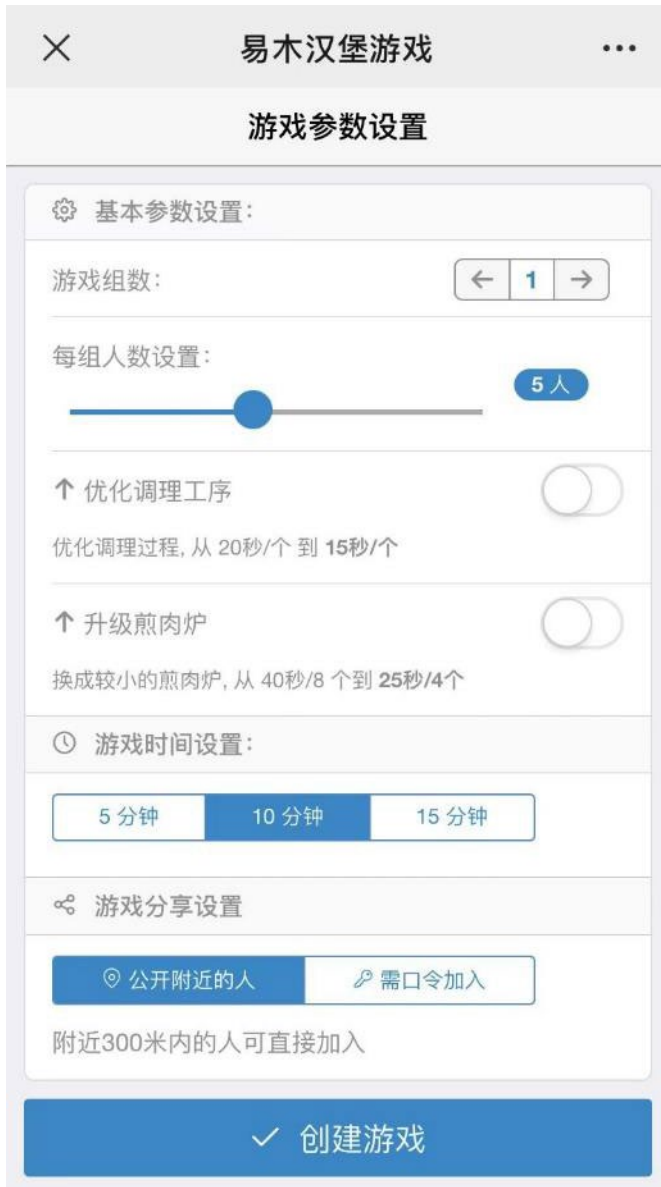 易木汉堡游戏
游戏参数设置
基本参数设置:
游戏组数:
1
每组人数设置:
5 人
优化调理工序
优化调理过程, 从 20秒/个 到 15秒/个
升级煎肉炉
换成较小的煎肉炉, 从 40秒/8 个到 25秒/4个
游戏时间设置:
5 分钟 10 分钟 15 分钟
游戏分享设置
公开附近的人 需口令加入
附近300米内的人可直接加入
创建游戏